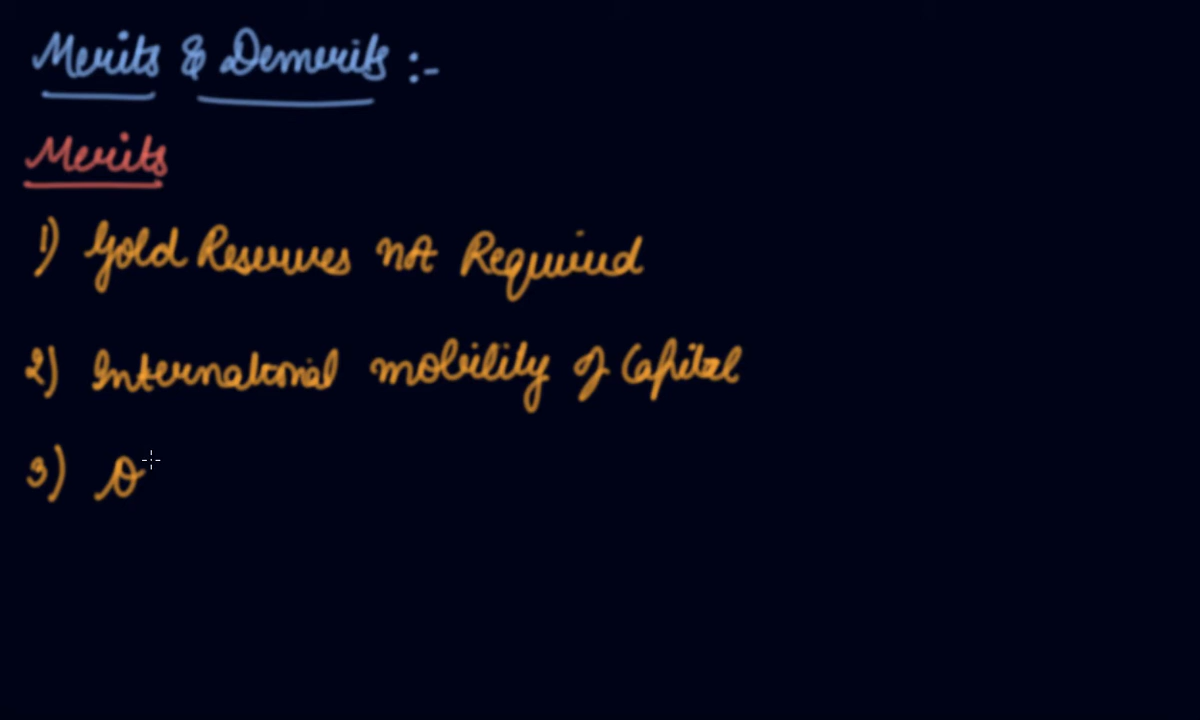 Merits & Demerits :-
Merits
1) Gold Reserves not Required
2) International mobility of Capital
3)